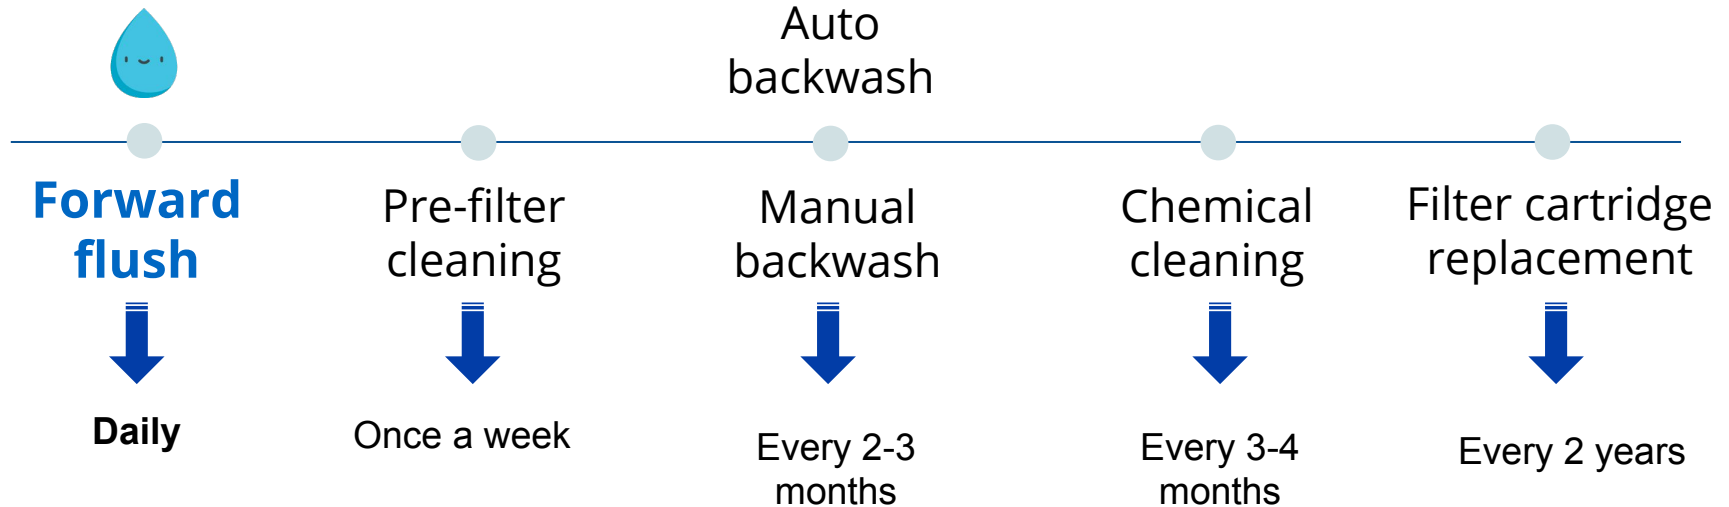 Auto
backwash
Forward
flush
Pre-filter
cleaning
Manual
backwash
Chemical
cleaning
Filter cartridge
replacement
Daily
Once a week
Every 2-3
months
Every 3-4
months
Every 2 years